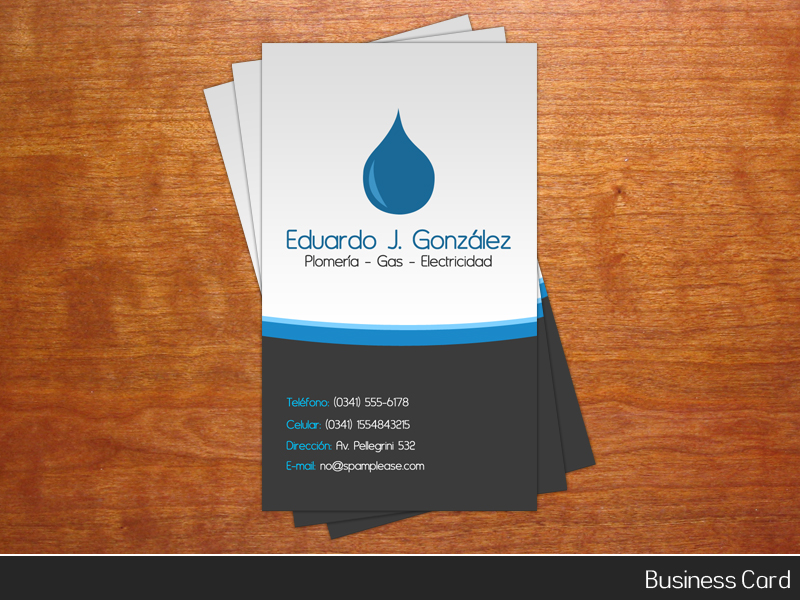 Eduardo J. González
Plomería - Gas - Electricidad
Teléfono: (0341) 555-6178
Celular: (0341) 1554843215
Dirección: Av. Pellegrini 532
E-mail: no@spamplease.com
Business Card